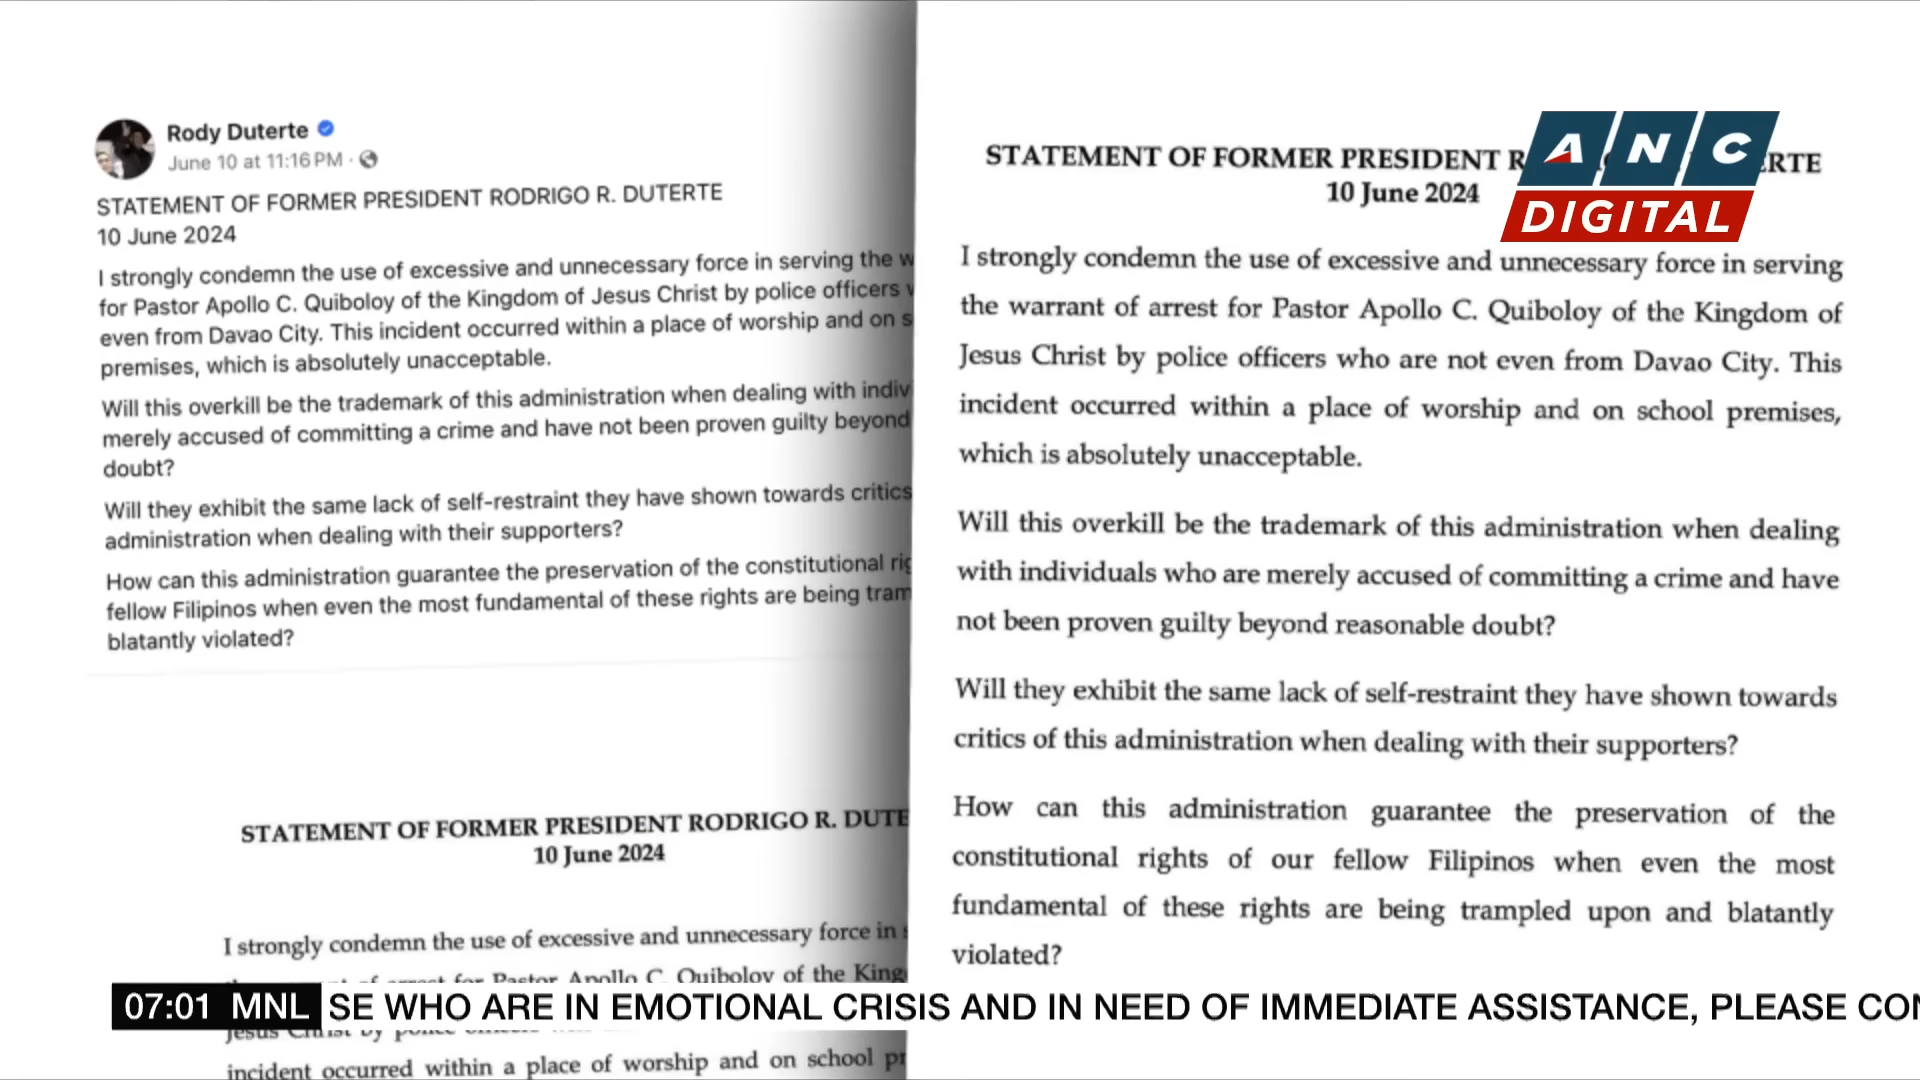 Rody Duterte
June 10 at 11:16 PM ·
STATEMENT OF FORMER PRESIDENT RODRIGO R. DUTERTE
10 June 2024
I strongly condemn the use of excessive and unnecessary force in serving the
for Pastor Apollo C. Quiboloy of the Kingdom of Jesus Christ by police officers
even from Davao City. This incident occurred within a place of worship and on
premises, which is absolutely unacceptable.
Will this overkill be the trademark of this administration when dealing with
merely accused of committing a crime and have not been proven guilty beyond
doubt?
Will they exhibit the same lack of self-restraint they have shown towards critics
administration when dealing with their supporters?
How can this administration guarantee the preservation of the constitutional
fellow Filipinos when even the most fundamental of these rights are being
blatantly violated?
STATEMENT OF FORMER PRESIDENT RODRIGO R. DUTE
10 June 2024
I strongly condemn the use of excessive and unnecessary force in
for Pastor Apollo C. Quiboloy of the King
Jesus Christ by police officers
incident occurred within a place of worship and on school
STATEMENT OF FORMER PRESIDENT R RTE
10 June 2024
I strongly condemn the use of excessive and unnecessary force in serving
the warrant of arrest for Pastor Apollo C. Quiboloy of the Kingdom of
Jesus Christ by police officers who are not even from Davao City. This
incident occurred within a place of worship and on school premises,
which is absolutely unacceptable.
Will this overkill be the trademark of this administration when dealing
with individuals who are merely accused of committing a crime and have
not been proven guilty beyond reasonable doubt?
Will they exhibit the same lack of self-restraint they have shown towards
critics of this administration when dealing with their supporters?
How can this administration guarantee the preservation of the
constitutional rights of our fellow Filipinos when even the most
fundamental of these rights are being trampled upon and blatantly
violated?
ANC
DIGITAL
07:01 MNL SE WHO ARE IN EMOTIONAL CRISIS AND IN NEED OF IMMEDIATE ASSISTANCE, PLEASE CON